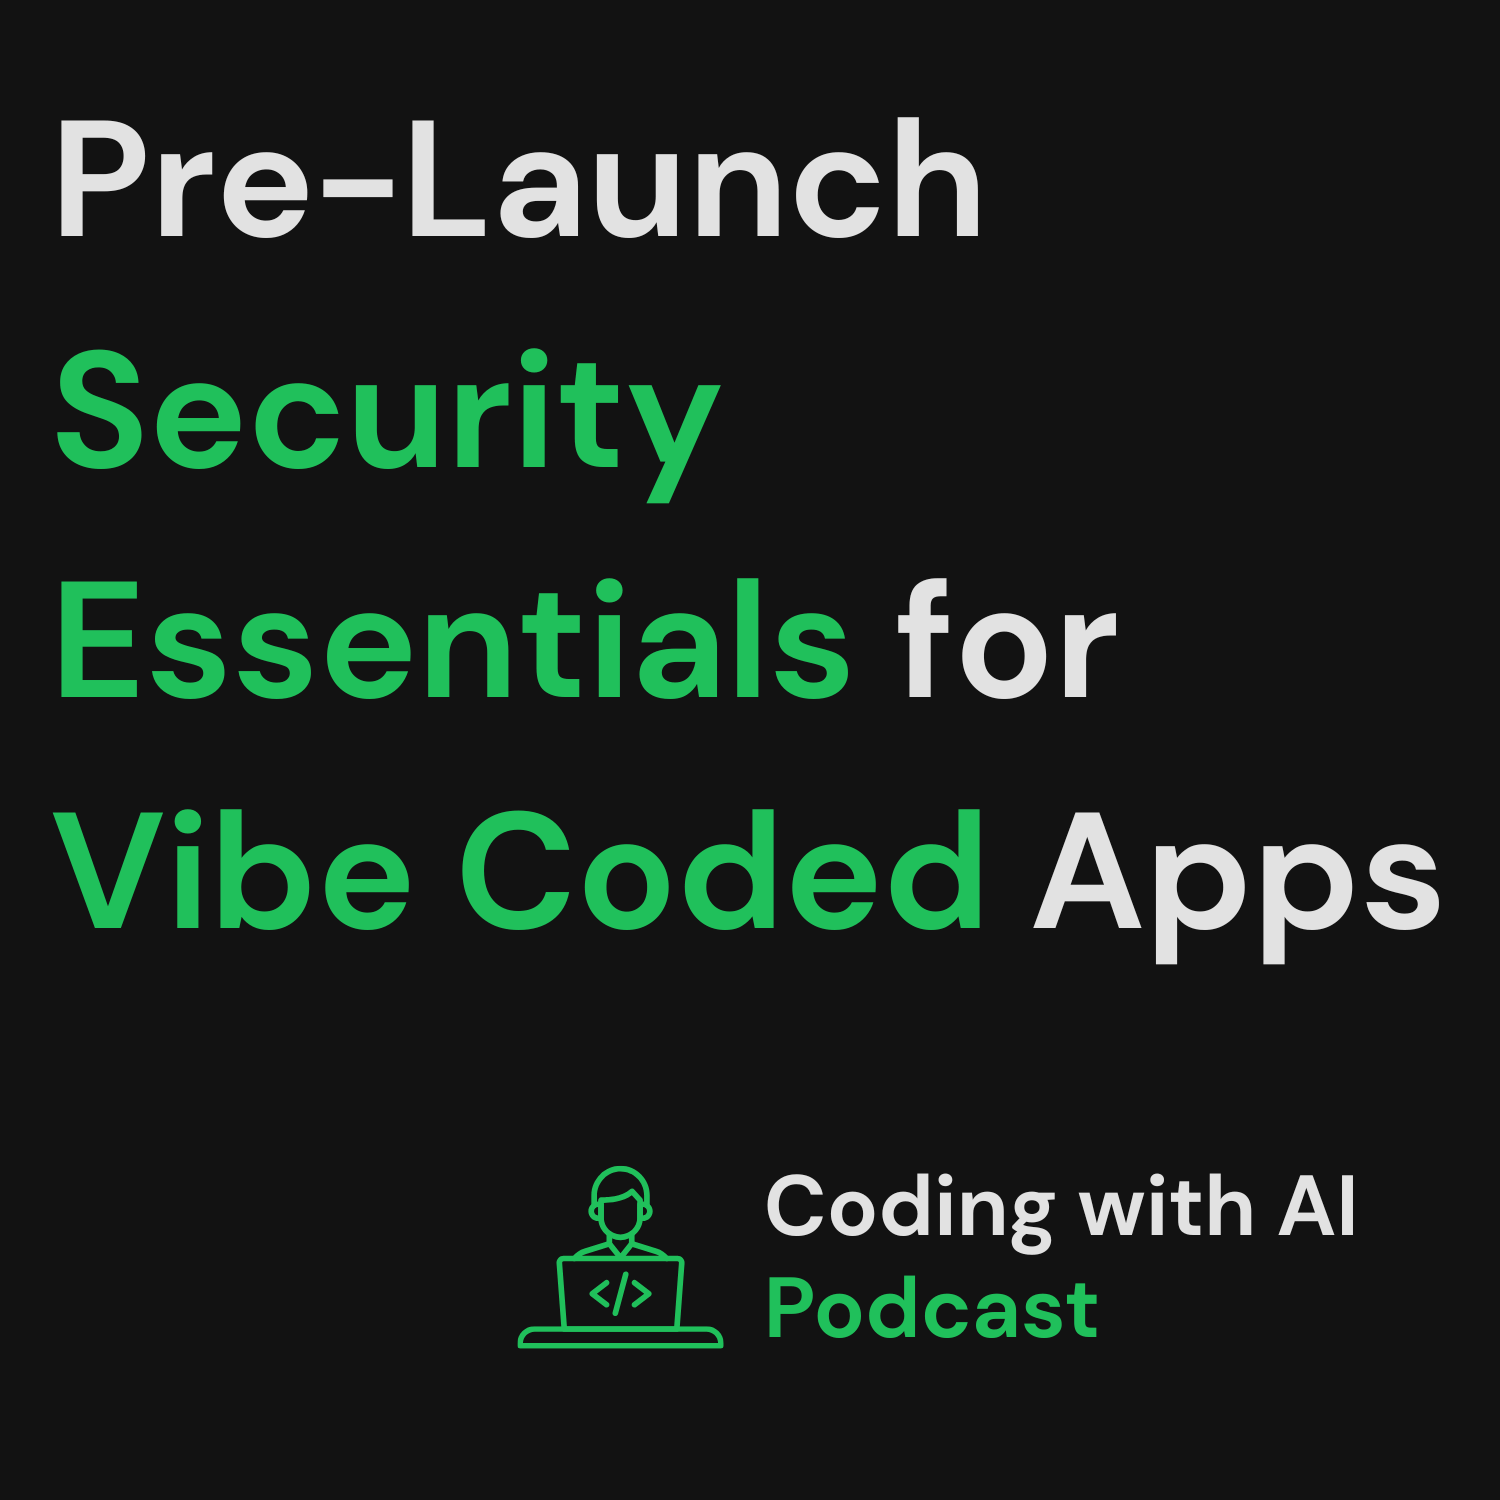 Pre-Launch
Security
Essentials for
Vibe Coded Apps
</>
Coding with AI
Podcast